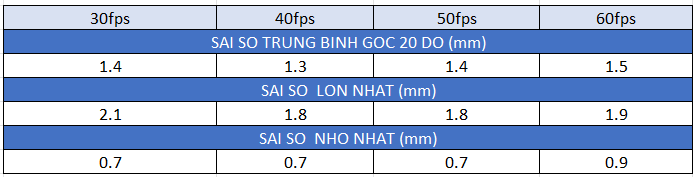 30fps 40fps 50fps 60fps
SAI SO TRUNG BINH GOC 20 DO (mm)
1.4 1.3 1.4 1.5
SAI SO LON NHAT (mm)
2.1 1.8 1.8 1.9
SAI SO NHO NHAT (mm)
0.7 0.7 0.7 0.9